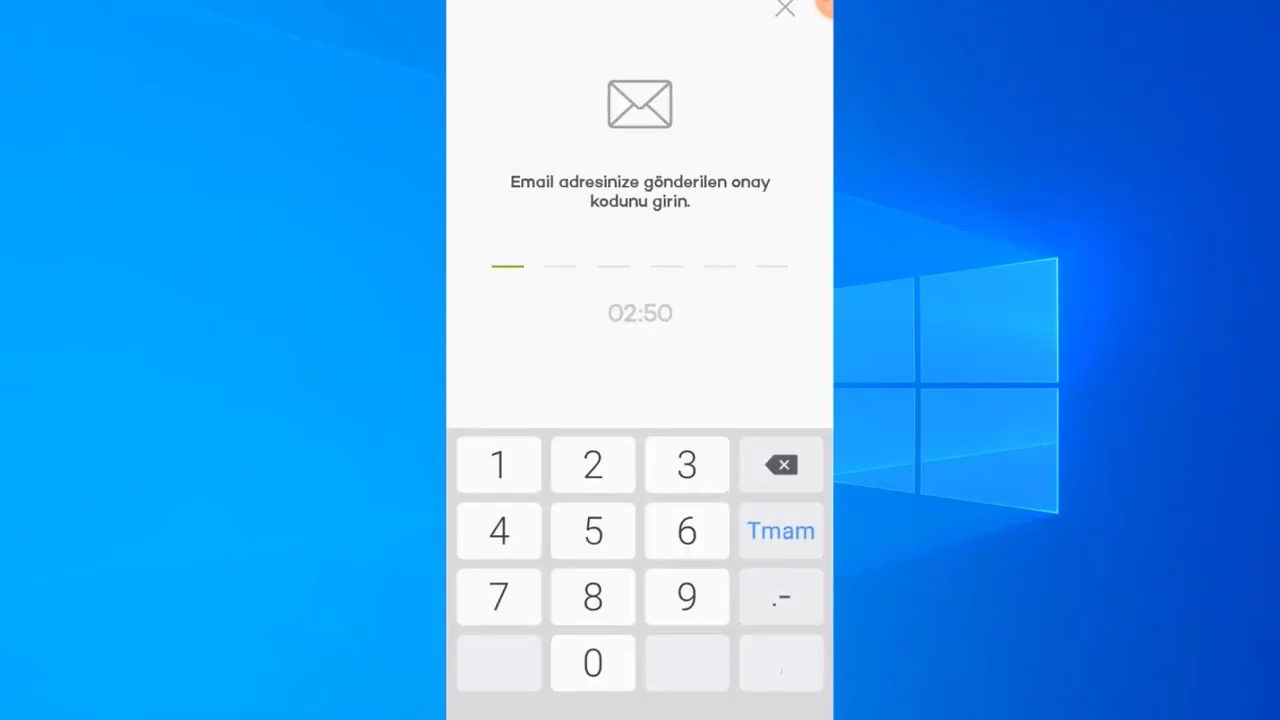 Email adresinize gönderilen onay
kodunu girin.
02:50
1 2 3
4 5 6 Tmam
7 8 9 .-
0 ,